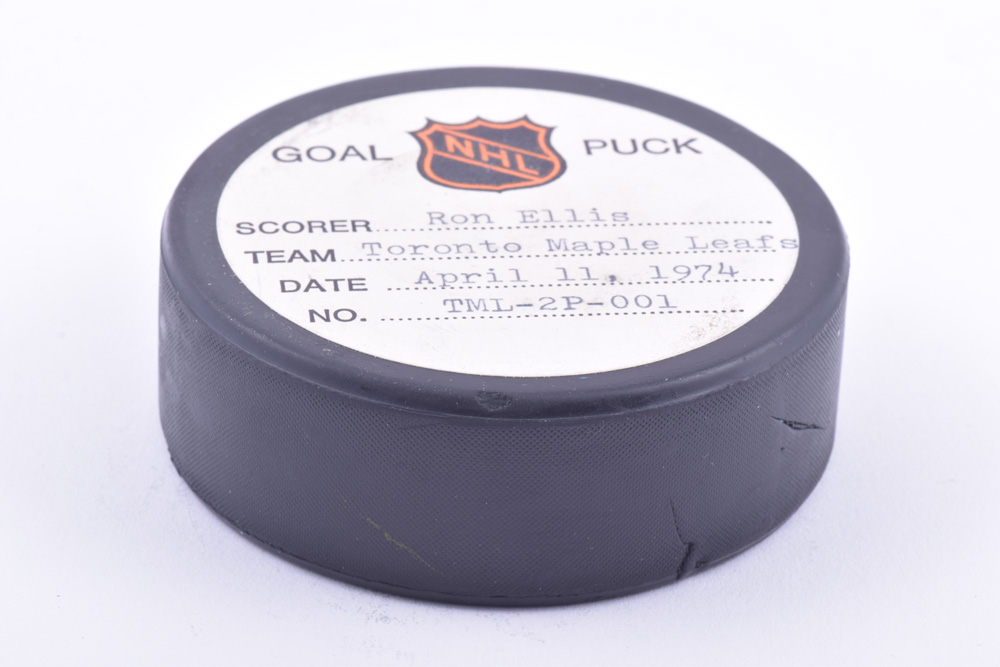 GOAL NHL PUCK
SCORER Ron Ellis
TEAM Toronto Maple Leafs
DATE April 11, 1974
NO. TML-2P-001